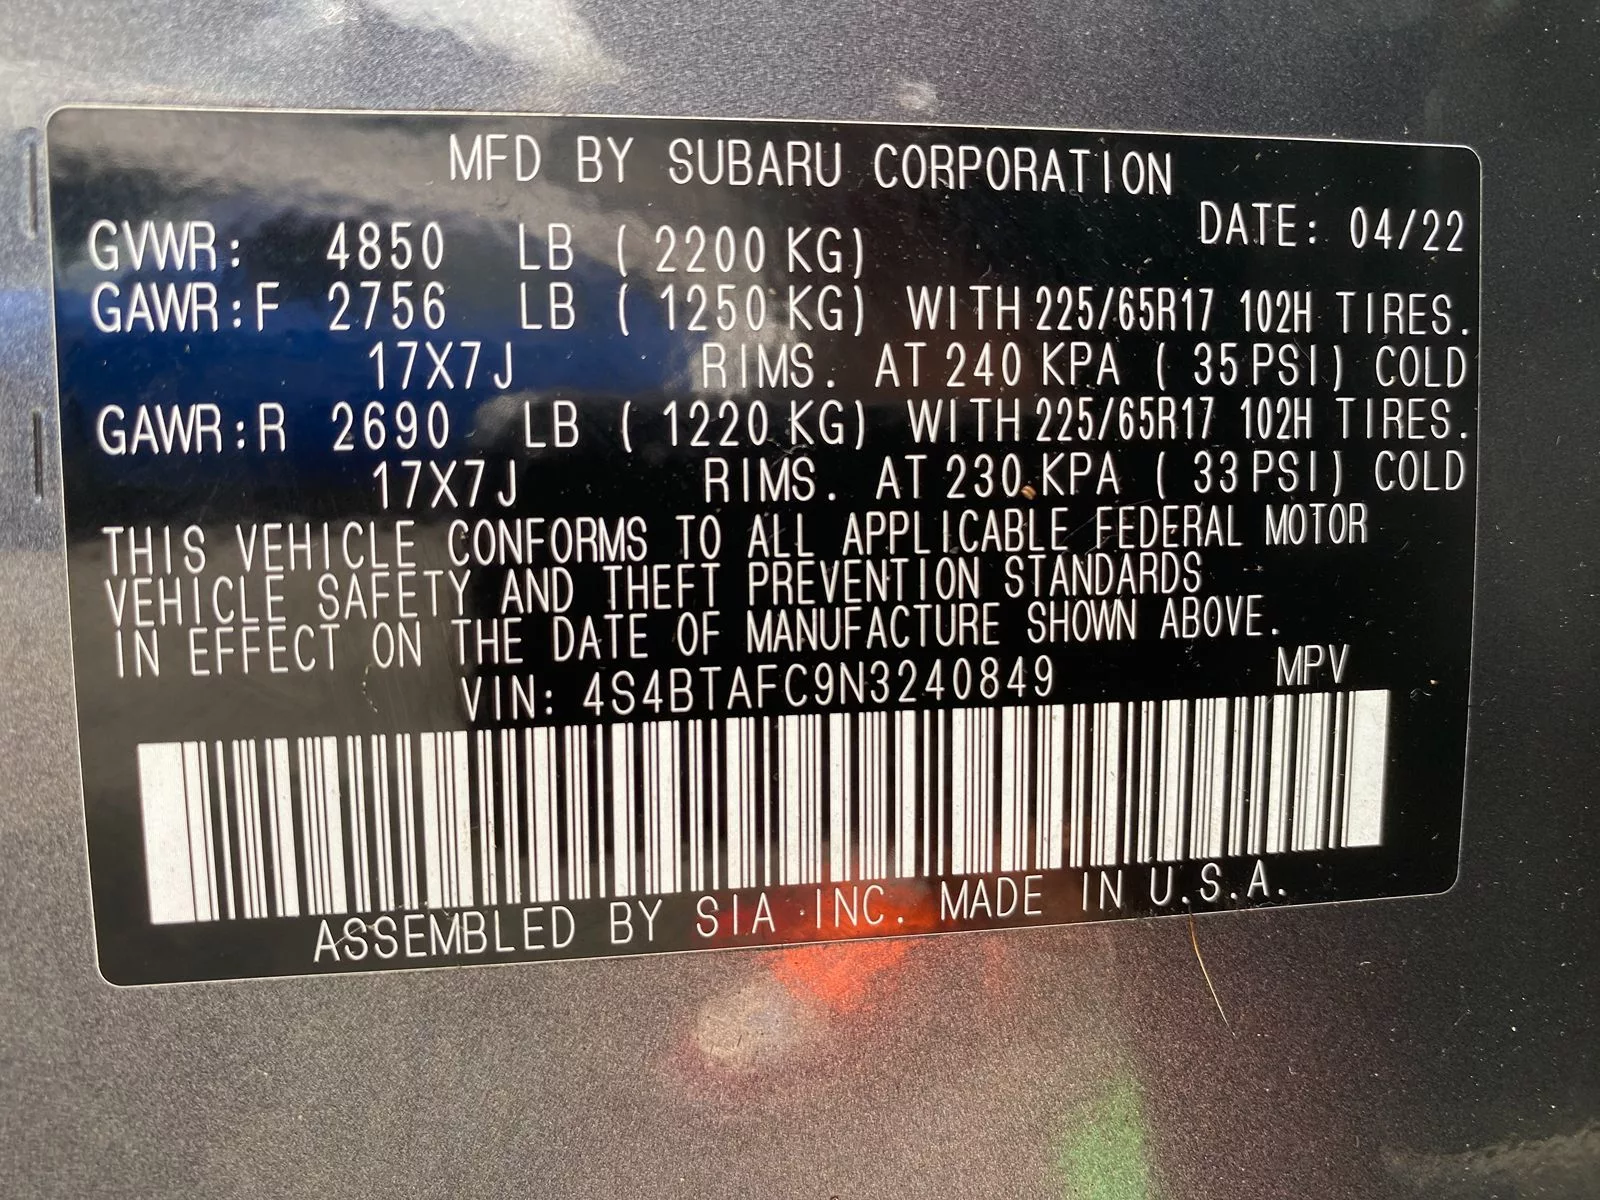 MFD BY SUBARU CORPORATION
DATE: 04/22
GVWR: 4850 LB ( 2200 KG)
GAWR:F 2756 LB ( 1250 KG) WITH 225/65R17 102H TIRES.
17X7J RIMS. AT 240 KPA ( 35 PSI) COLD
GAWR:R 2690 LB ( 1220 KG) WITH 225/65R17 102H TIRES.
17X7J RIMS. AT 230 KPA ( 33 PSI) COLD
THIS VEHICLE CONFORMS TO ALL APPLICABLE FEDERAL MOTOR
VEHICLE SAFETY AND THEFT PREVENTION STANDARDS
IN EFFECT ON THE DATE OF MANUFACTURE SHOWN ABOVE.
VIN: 4S4BTAFC9N3240849 MPV
ASSEMBLED BY SIA INC. MADE IN U.S.A.